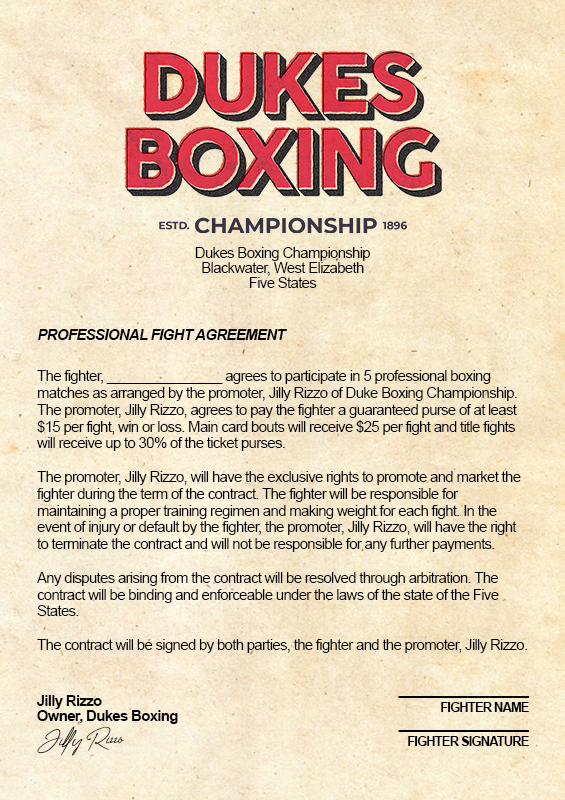 DUKES
BOXING
ESTD. CHAMPIONSHIP 1896
Dukes Boxing Championship
Blackwater, West Elizabeth
Five States
PROFESSIONAL FIGHT AGREEMENT
The fighter, ________________ agrees to participate in 5 professional boxing
matches as arranged by the promoter, Jilly Rizzo of Duke Boxing Championship.
The promoter, Jilly Rizzo, agrees to pay the fighter a guaranteed purse of at least
$15 per fight, win or loss. Main card bouts will receive $25 per fight and title fights
will receive up to 30% of the ticket purses.
The promoter, Jilly Rizzo, will have the exclusive rights to promote and market the
fighter during the term of the contract. The fighter will be responsible for
maintaining a proper training regimen and making weight for each fight. In the
event of injury or default by the fighter, the promoter, Jilly Rizzo, will have the right
to terminate the contract and will not be responsible for any further payments.
Any disputes arising from the contract will be resolved through arbitration. The
contract will be binding and enforceable under the laws of the state of the Five
States.
The contract will be signed by both parties, the fighter and the promoter, Jilly Rizzo.
Jilly Rizzo
Owner, Dukes Boxing
Jilly Rizzo
FIGHTER NAME
FIGHTER SIGNATURE